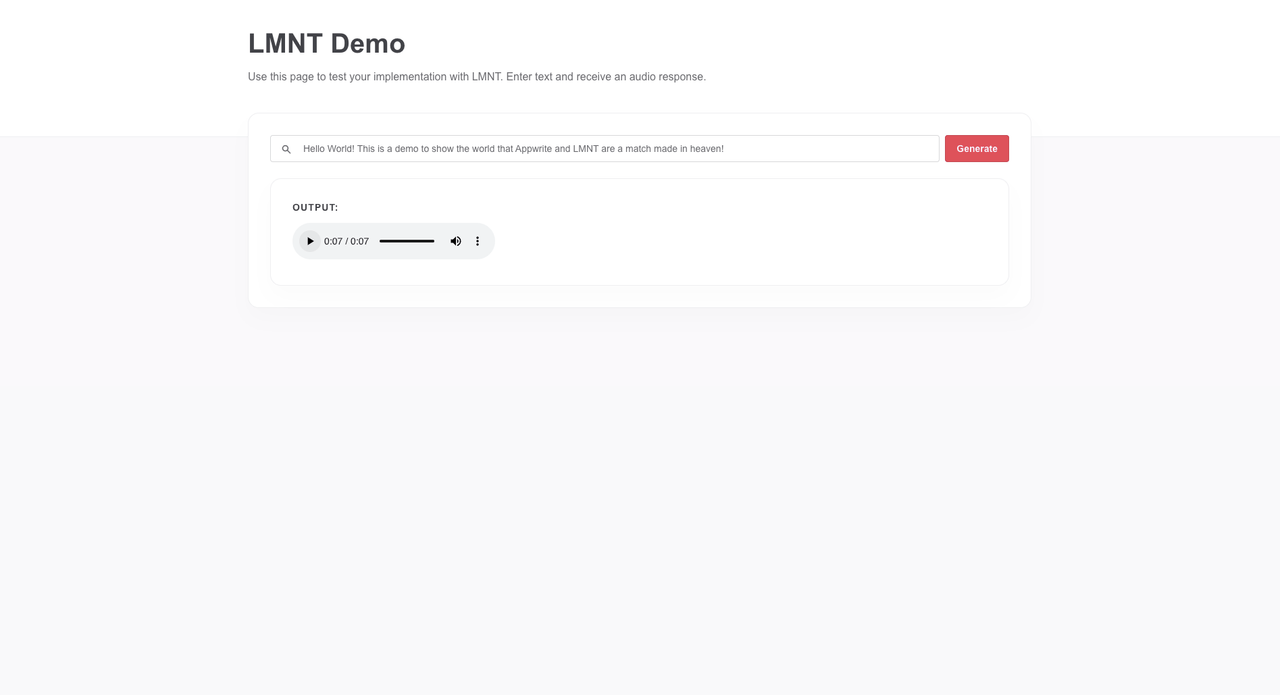 LMNT Demo
Use this page to test your implementation with LMNT. Enter text and receive an audio response.
Hello World! This is a demo to show the world that Appwrite and LMNT are a match made in heaven!
Generate
OUTPUT:
0:07 / 0:07